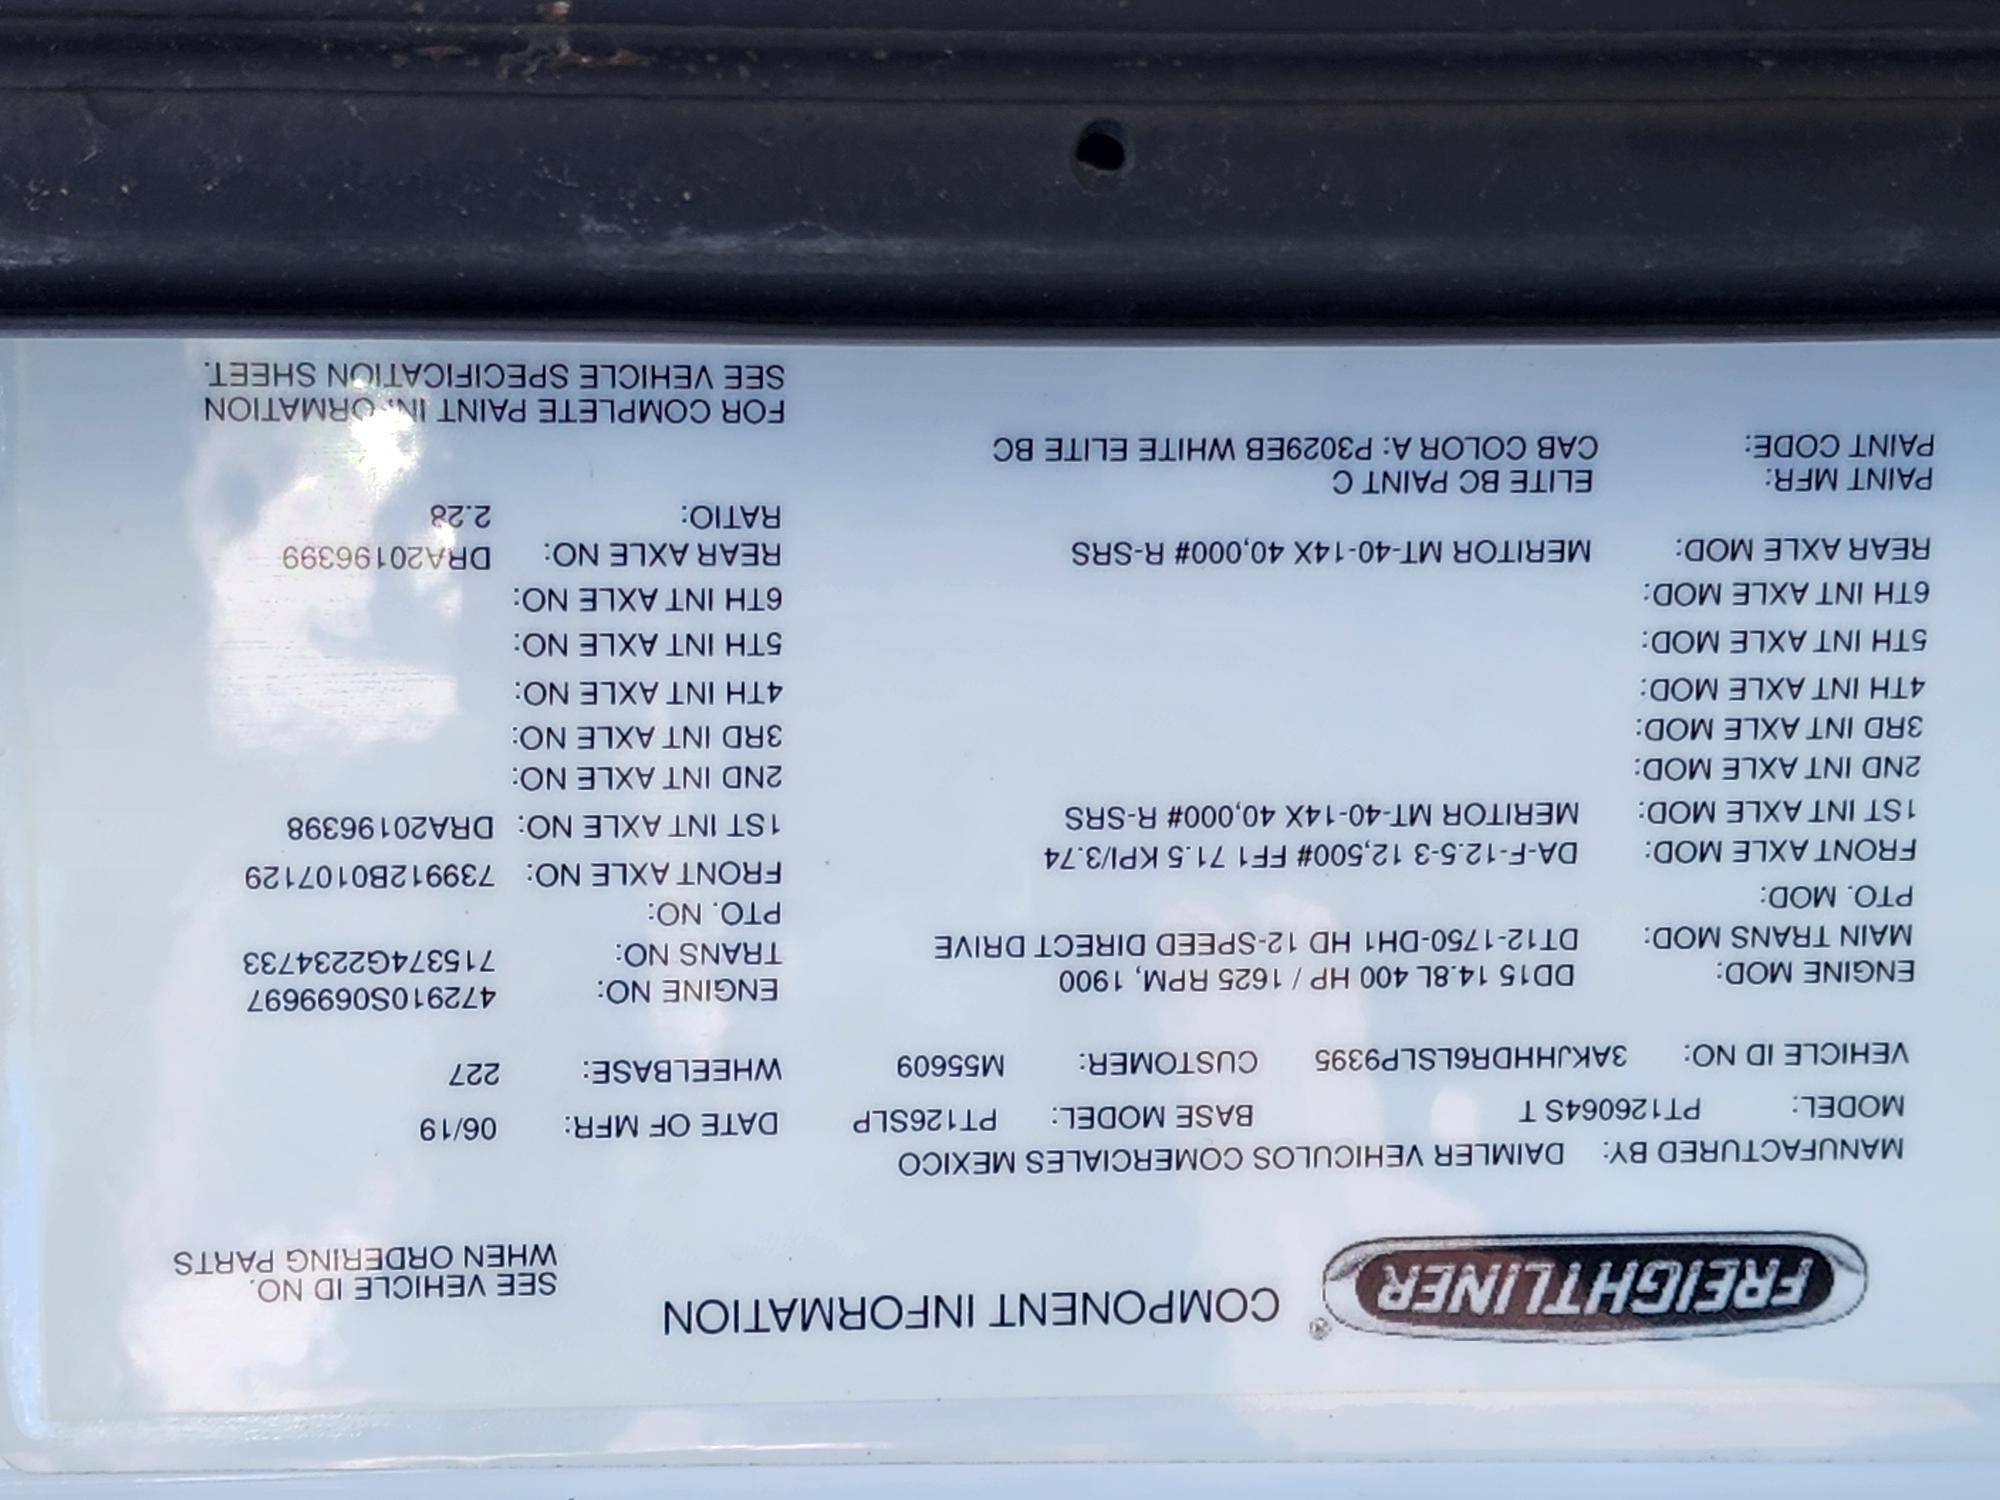 FREIGHTLINER® COMPONENT INFORMATION
SEE VEHICLE ID NO.
WHEN ORDERING PARTS
MANUFACTURED BY: DAIMLER VEHICULOS COMERCIALES MEXICO
MODEL: PT126064S T BASE MODEL: PT126SLP DATE OF MFR: 06/19
VEHICLE ID NO: 3AKJHHDR6LSLP9395 CUSTOMER: M55609 WHEELBASE: 227
ENGINE MOD: DD15 14.8L 400 HP / 1625 RPM, 1900 ENGINE NO: 472910S0699697
MAIN TRANS MOD: DT12-1750-DH1 HD 12-SPEED DIRECT DRIVE TRANS NO: 715374G2234733
PTO. MOD: PTO. NO:
FRONT AXLE MOD: DA-F-12.5-3 12,500# FF1 71.5 KPI/3.74 FRONT AXLE NO: 739912B0107129
1ST INT AXLE MOD: MERITOR MT-40-14X 40,000# R-SRS 1ST INT AXLE NO: DRA20196398
2ND INT AXLE MOD: 2ND INT AXLE NO:
3RD INT AXLE MOD: 3RD INT AXLE NO:
4TH INT AXLE MOD: 4TH INT AXLE NO:
5TH INT AXLE MOD: 5TH INT AXLE NO:
6TH INT AXLE MOD: 6TH INT AXLE NO:
REAR AXLE MOD: MERITOR MT-40-14X 40,000# R-SRS REAR AXLE NO: DRA20196399
RATIO: 2.28
PAINT MFR: ELITE BC PAINT C
PAINT CODE: CAB COLOR A: P3029EB WHITE ELITE BC
FOR COMPLETE PAINT INFORMATION
SEE VEHICLE SPECIFICATION SHEET.